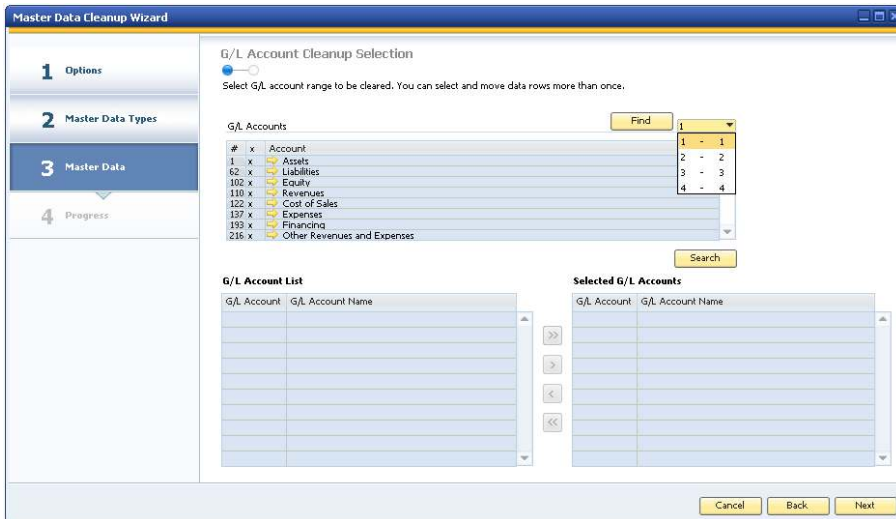 Master Data Cleanup Wizard
1 Options
2 Master Data Types
3 Master Data
4 Progress
G/L Account Cleanup Selection
Select G/L account range to be cleared. You can select and move data rows more than once.
G/L Accounts
Find
1
1 - 1
2 - 2
3 - 3
4 - 4
# x Account
1 x Assets
62 x Liabilities
102 x Equity
110 x Revenues
122 x Cost of Sales
137 x Expenses
193 x Financing
216 x Other Revenues and Expenses
Search
G/L Account List
G/L Account G/L Account Name
>>
>
<
<<
Selected G/L Accounts
G/L Account G/L Account Name
Cancel Back Next